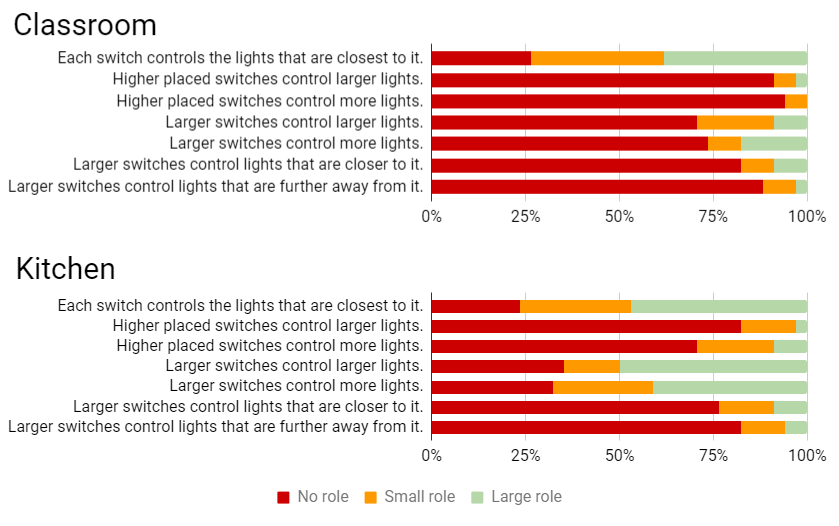 Classroom
Each switch controls the lights that are closest to it.
Higher placed switches control larger lights.
Higher placed switches control more lights.
Larger switches control larger lights.
Larger switches control more lights.
Larger switches control lights that are closer to it.
Larger switches control lights that are further away from it.
0% 25% 50% 75% 100%
Kitchen
Each switch controls the lights that are closest to it.
Higher placed switches control larger lights.
Higher placed switches control more lights.
Larger switches control larger lights.
Larger switches control more lights.
Larger switches control lights that are closer to it.
Larger switches control lights that are further away from it.
0% 25% 50% 75% 100%
No role Small role Large role